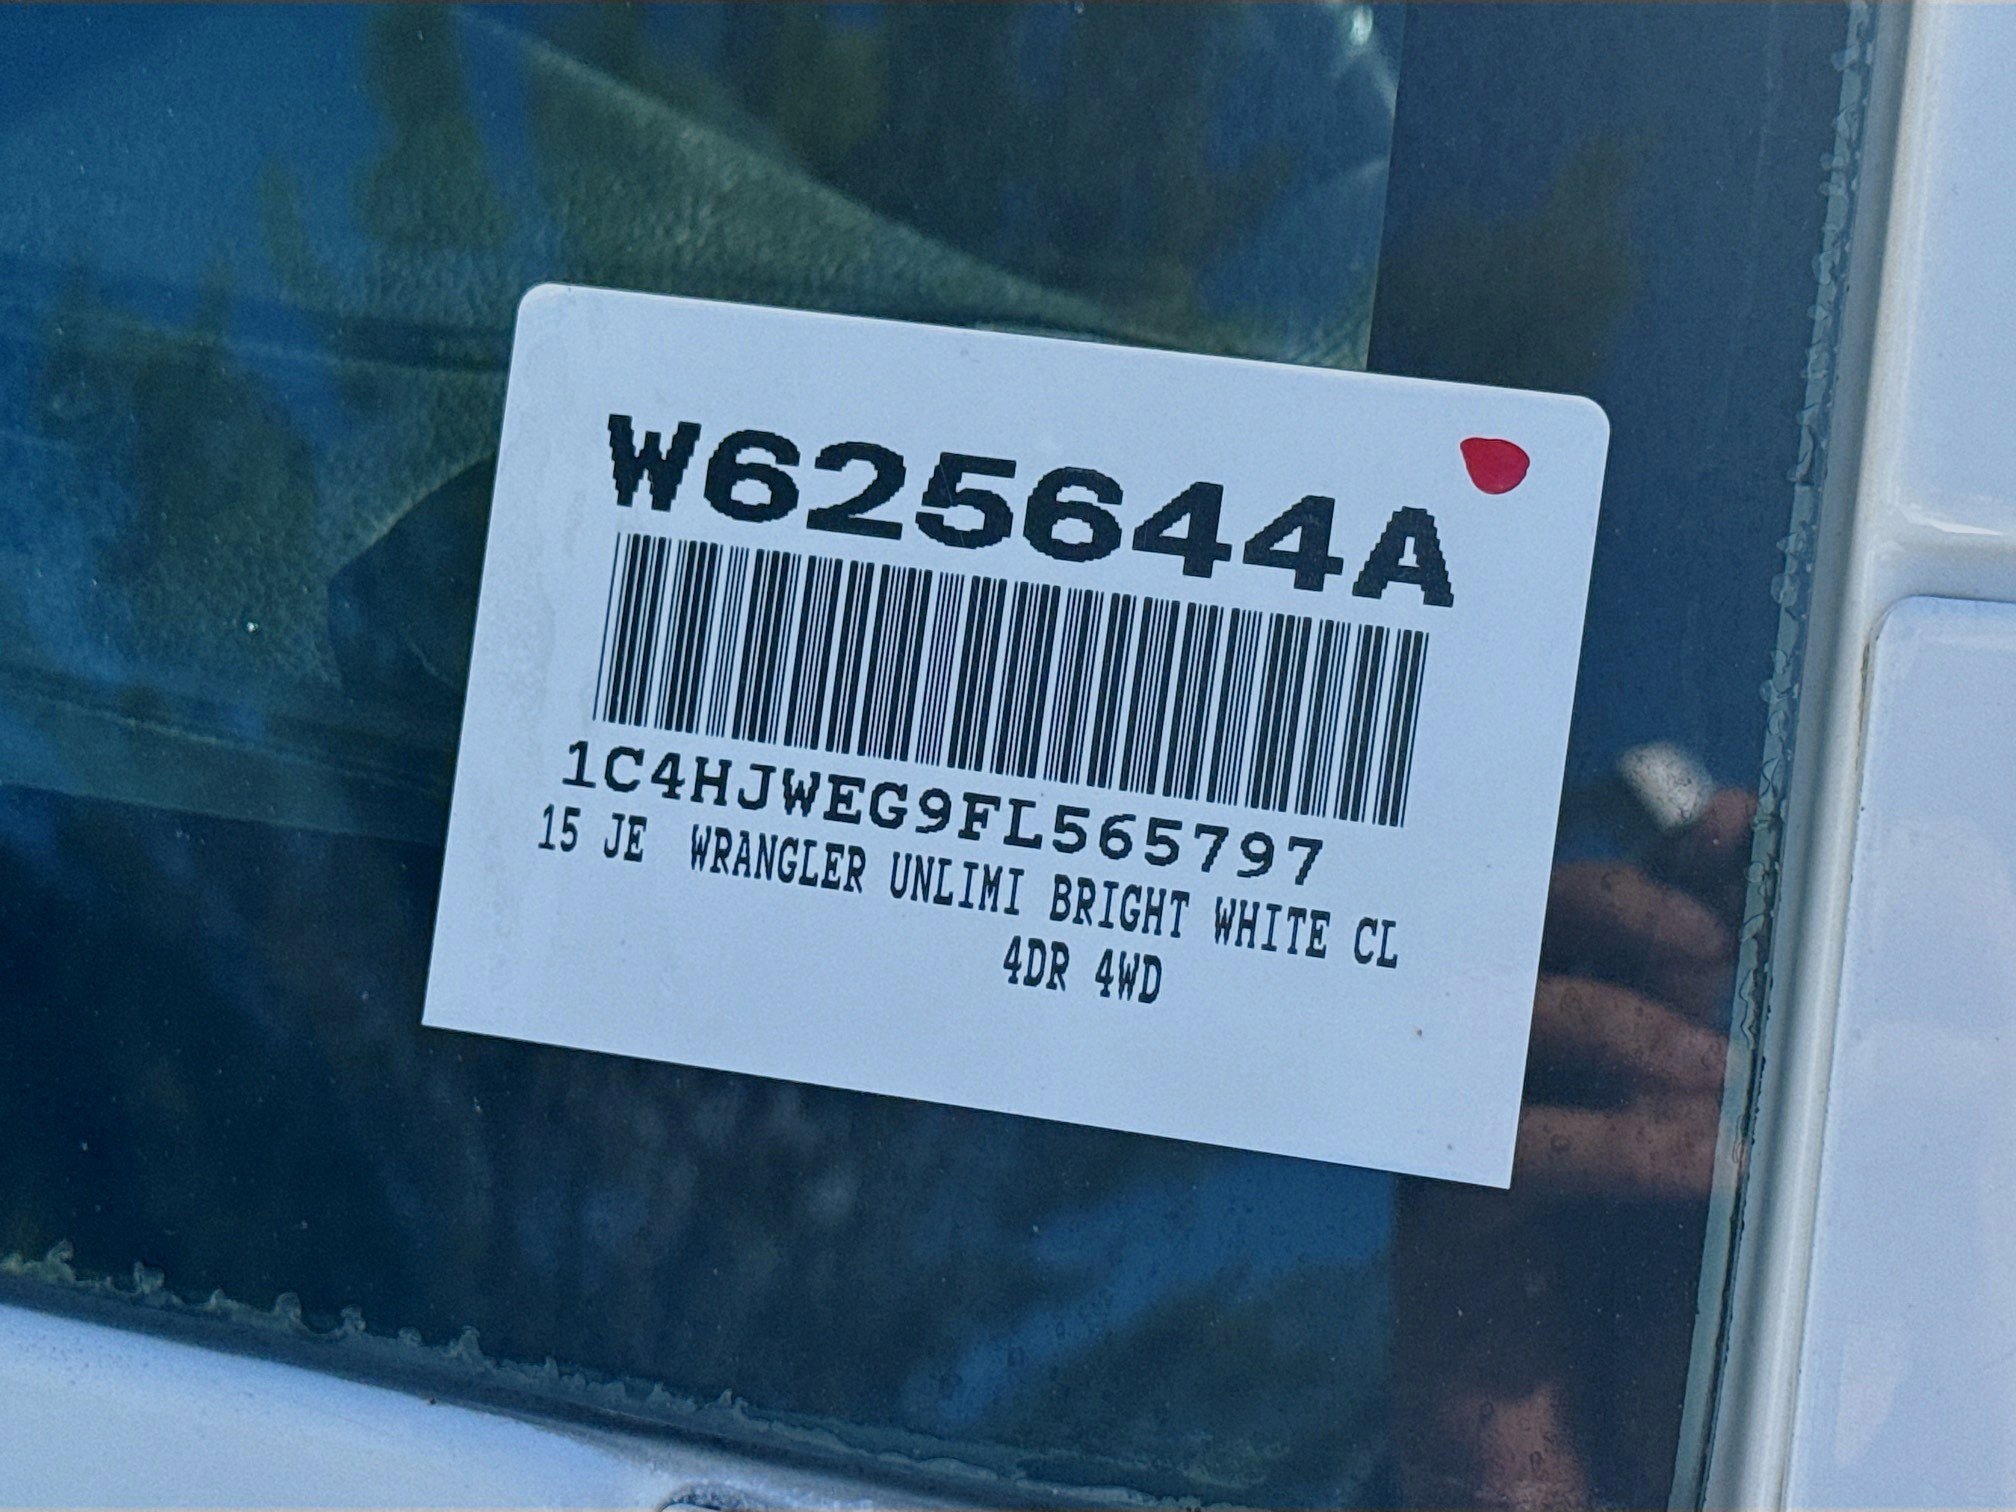 W625644A
1C4HJWEG9FL565797
15 JE WRANGLER UNLIMI BRIGHT WHITE CL
4DR 4WD